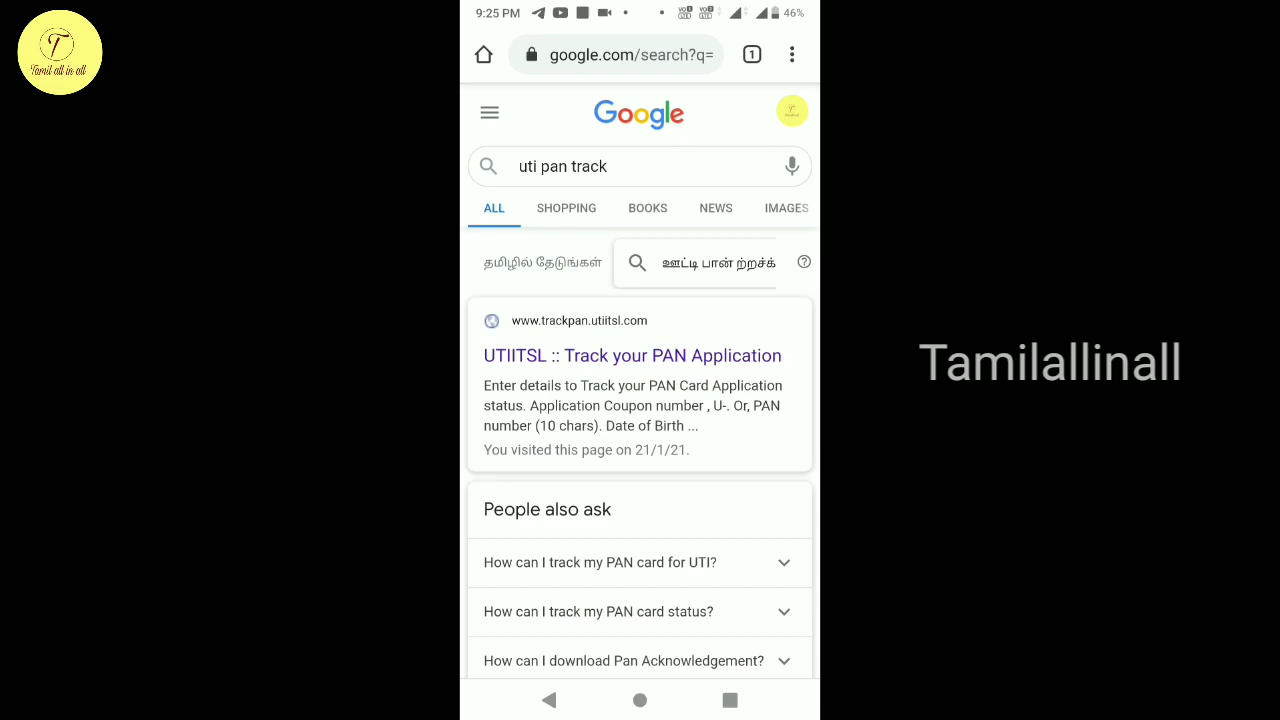 T
Tamil all in all
9:25 PM
46%
google.com/search?q=
1
Google
T
uti pan track
ALL SHOPPING BOOKS NEWS IMAGES
தமிழில் தேடுங்கள் ஊட்டி பான் ற்றச்க்
www.trackpan.utiitsl.com
UTIITSL :: Track your PAN Application
Enter details to Track your PAN Card Application
status. Application Coupon number , U-. Or, PAN
number (10 chars). Date of Birth ...
You visited this page on 21/1/21.
People also ask
How can I track my PAN card for UTI?
How can I track my PAN card status?
How can I download Pan Acknowledgement?
Tamilallinall